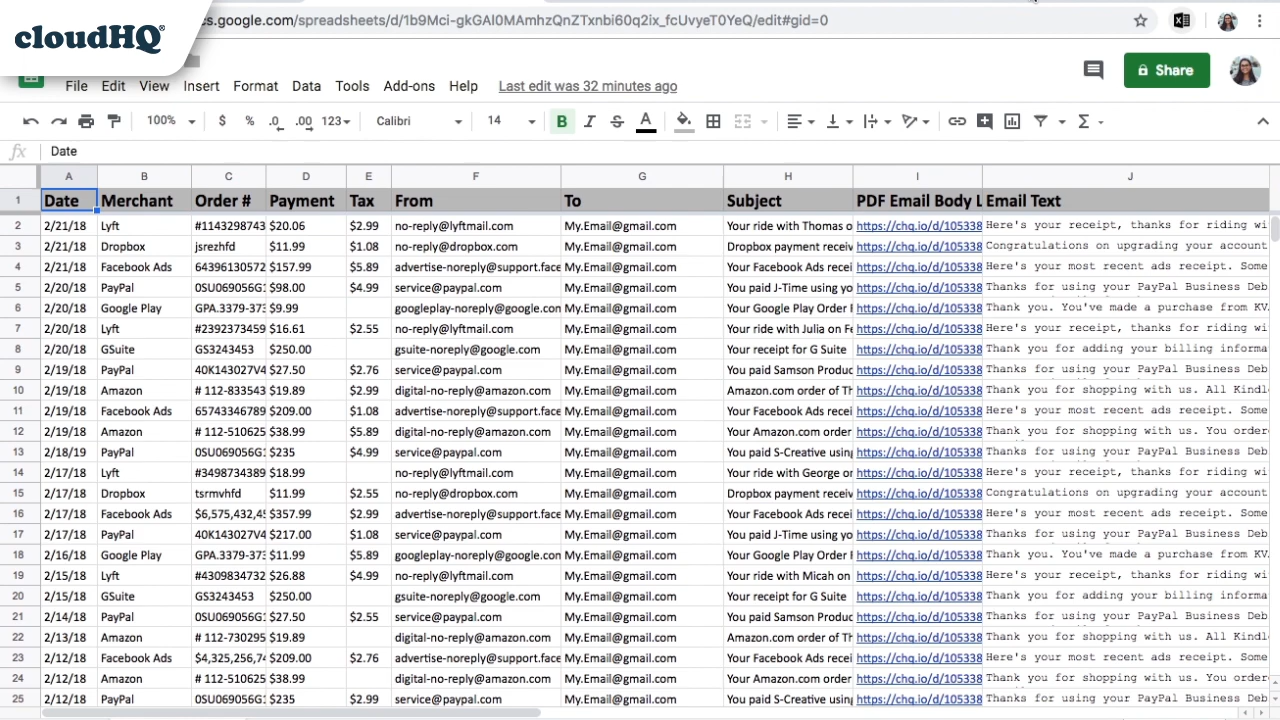 cloudHQ®
cs.google.com/spreadsheets/d/1b9Mci-gkGAI0MAmhzQnZTxnbi60q2ix_fcUvyeT0YeQ/edit#gid=0
File Edit View Insert Format Data Tools Add-ons Help Last edit was 32 minutes ago Share
100% $ % .0 .00 123 Calibri 14 B I S A
fx Date
A B C D E F G H I J
1 Date Merchant Order # Payment Tax From To Subject PDF Email Body L Email Text
2 2/21/18 Lyft #1143298743 $20.06 $2.99 no-reply@lyftmail.com My.Email@gmail.com Your ride with Thomas o https://chq.io/d/105338 Here's your receipt, thanks for riding wi
3 2/21/18 Dropbox jsrezhfd $11.99 $1.08 no-reply@dropbox.com My.Email@gmail.com Dropbox payment receiv https://chq.io/d/105338 Congratulations on upgrading your account
4 2/21/18 Facebook Ads 64396130572 $157.99 $5.89 advertise-noreply@support.face My.Email@gmail.com Your Facebook Ads recei https://chq.io/d/105338 Here's your most recent ads receipt. Some
5 2/20/18 PayPal 0SU069056G1 $98.00 $4.99 service@paypal.com My.Email@gmail.com You paid J-Time using yo https://chq.io/d/105338 Thanks for using your PayPal Business Deb
6 2/20/18 Google Play GPA.3379-373 $9.99 googleplay-noreply@google.con My.Email@gmail.com Your Google Play Order F https://chq.io/d/105338 Thank you. You've made a purchase from KV
7 2/20/18 Lyft #2392373459 $16.61 $2.55 no-reply@lyftmail.com My.Email@gmail.com Your ride with Julia on Fe https://chq.io/d/105338 Here's your receipt, thanks for riding wi
8 2/20/18 GSuite GS3243453 $250.00 gsuite-noreply@google.com My.Email@gmail.com Your receipt for G Suite https://chq.io/d/105338 Thank you for adding your billing informa
9 2/19/18 PayPal 40K143027V4 $27.50 $2.76 service@paypal.com My.Email@gmail.com You paid Samson Produc https://chq.io/d/105338 Thanks for using your PayPal Business Deb
10 2/19/18 Amazon # 112-833543 $19.89 $2.99 digital-no-reply@amazon.com My.Email@gmail.com Amazon.com order of Th https://chq.io/d/105338 Thank you for shopping with us. All Kindl
11 2/19/18 Facebook Ads 65743346789 $209.00 $1.08 advertise-noreply@support.face My.Email@gmail.com Your Facebook Ads recei https://chq.io/d/105338 Here's your most recent ads receipt. Some
12 2/19/18 Amazon # 112-510625 $38.99 $5.89 digital-no-reply@amazon.com My.Email@gmail.com Your Amazon.com order https://chq.io/d/105338 Thank you for shopping with us. You order
13 2/18/19 PayPal 0SU069056G1 $235 $4.99 service@paypal.com My.Email@gmail.com You paid S-Creative using https://chq.io/d/105338 Thanks for using your PayPal Business Deb
14 2/17/18 Lyft #3498734389 $18.99 no-reply@lyftmail.com My.Email@gmail.com Your ride with George on https://chq.io/d/105338 Here's your receipt, thanks for riding wi
15 2/17/18 Dropbox tsrmvhfd $11.99 $2.55 no-reply@dropbox.com My.Email@gmail.com Dropbox payment receiv https://chq.io/d/105338 Congratulations on upgrading your account
16 2/17/18 Facebook Ads $6,575,432,45 $357.99 $2.99 advertise-noreply@support.face My.Email@gmail.com Your Facebook Ads recei https://chq.io/d/105338 Here's your most recent ads receipt. Some
17 2/17/18 PayPal 40K143027V4 $217.00 $1.08 service@paypal.com My.Email@gmail.com You paid J-Time using yo https://chq.io/d/105338 Thanks for using your PayPal Business Deb
18 2/16/18 Google Play GPA.3379-373 $11.99 $5.89 googleplay-noreply@google.con My.Email@gmail.com Your Google Play Order F https://chq.io/d/105338 Thank you. You've made a purchase from KV
19 2/15/18 Lyft #4309834732 $26.88 $4.99 no-reply@lyftmail.com My.Email@gmail.com Your ride with Micah on https://chq.io/d/105338 Here's your receipt, thanks for riding wi
20 2/15/18 GSuite GS3243453 $250.00 gsuite-noreply@google.com My.Email@gmail.com Your receipt for G Suite https://chq.io/d/105338 Thank you for adding your billing informa
21 2/14/18 PayPal 0SU069056G1 $27.50 $2.55 service@paypal.com My.Email@gmail.com You paid Samson Produc https://chq.io/d/105338 Thanks for using your PayPal Business Deb
22 2/13/18 Amazon # 112-730295 $19.89 digital-no-reply@amazon.com My.Email@gmail.com Amazon.com order of Th https://chq.io/d/105338 Thank you for shopping with us. All Kindl
23 2/12/18 Facebook Ads $4,325,256,74 $209.00 $2.76 advertise-noreply@support.face My.Email@gmail.com Your Facebook Ads recei https://chq.io/d/105338 Here's your most recent ads receipt. Some
24 2/12/18 Amazon # 112-510625 $38.99 digital-no-reply@amazon.com My.Email@gmail.com Your Amazon.com order https://chq.io/d/105338 Thank you for shopping with us. You order
25 2/12/18 PayPal 0SU069056G1 $235 $2.99 service@paypal.com My.Email@gmail.com You paid S-Creative using https://chq.io/d/105338 Thanks for using your PayPal Business Deb